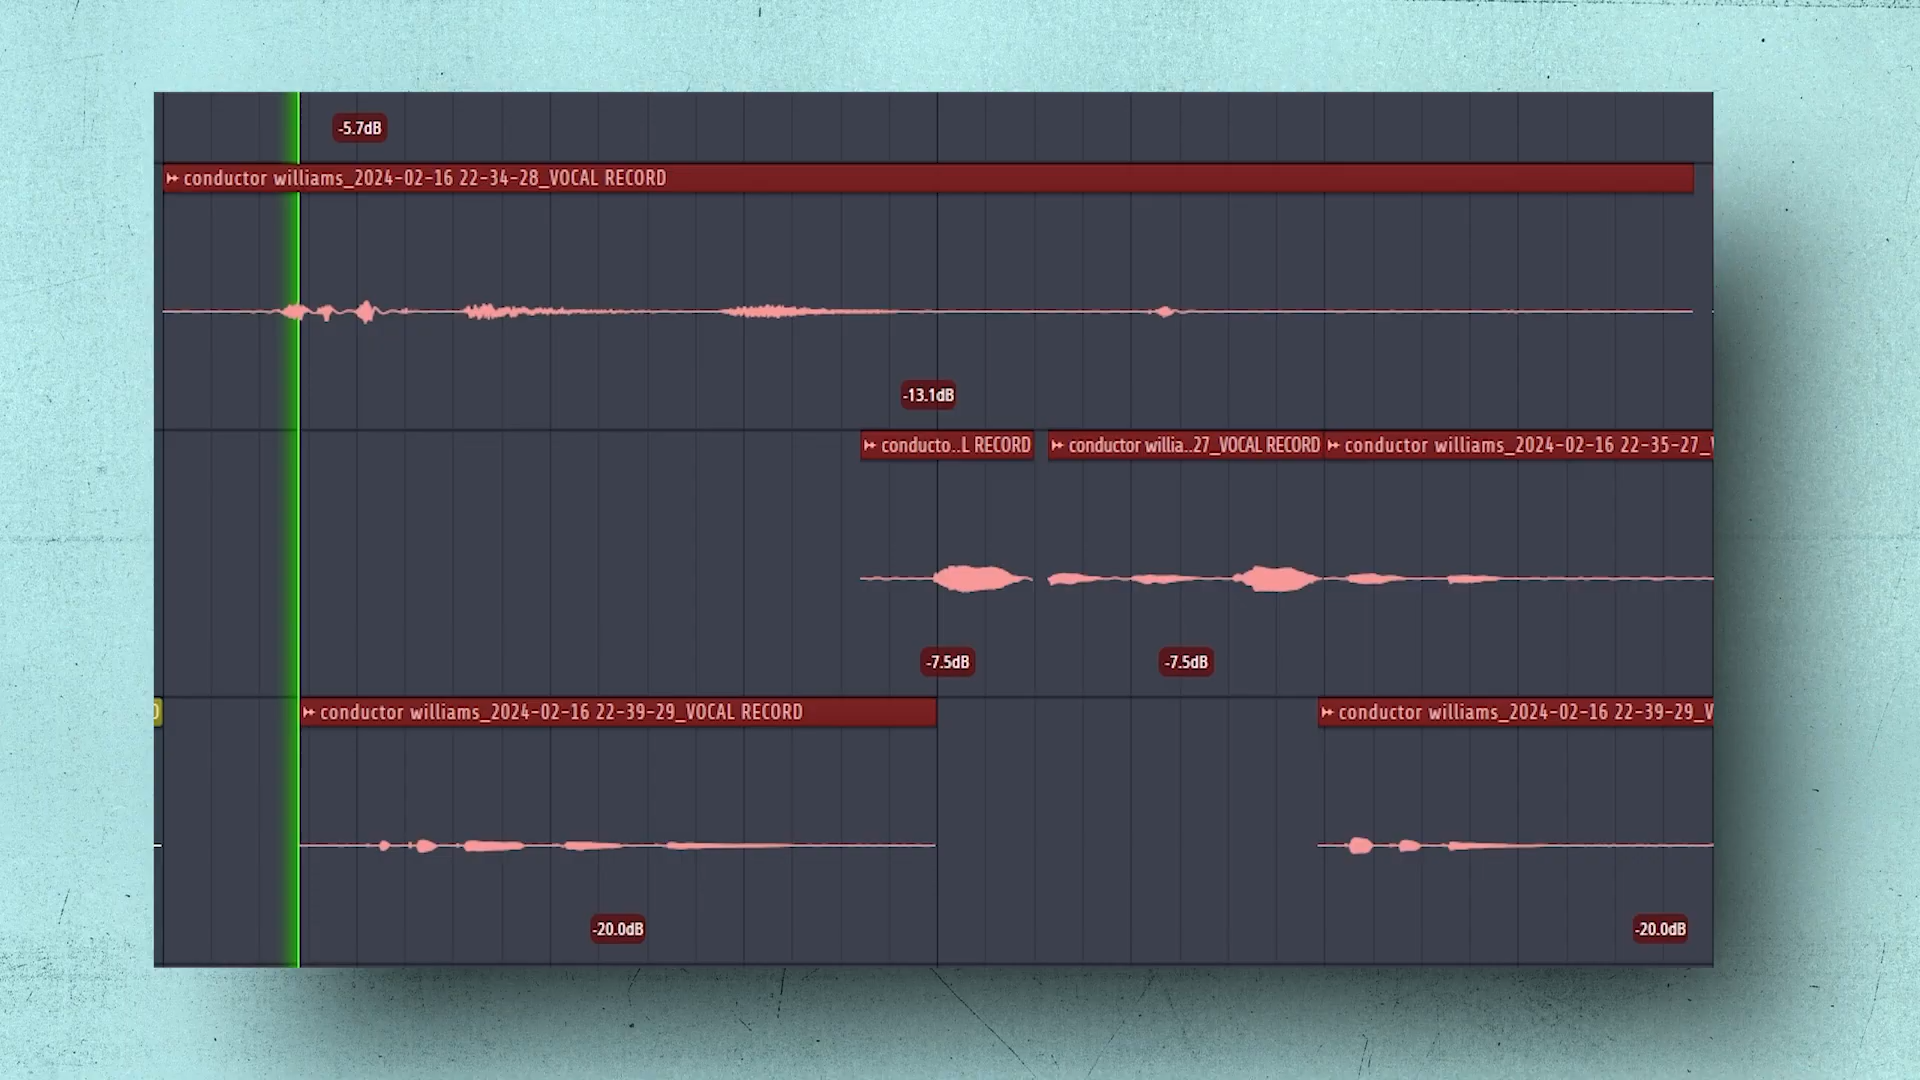 -5.7dB
conductor williams_2024-02-16 22-34-28_VOCAL RECORD
-13.1dB
conducto..L RECORD
conductor willia..27_VOCAL RECORD
conductor williams_2024-02-16 22-35-27_
-7.5dB
-7.5dB
conductor williams_2024-02-16 22-39-29_VOCAL RECORD
conductor williams_2024-02-16 22-39-29_V
-20.0dB
-20.0dB